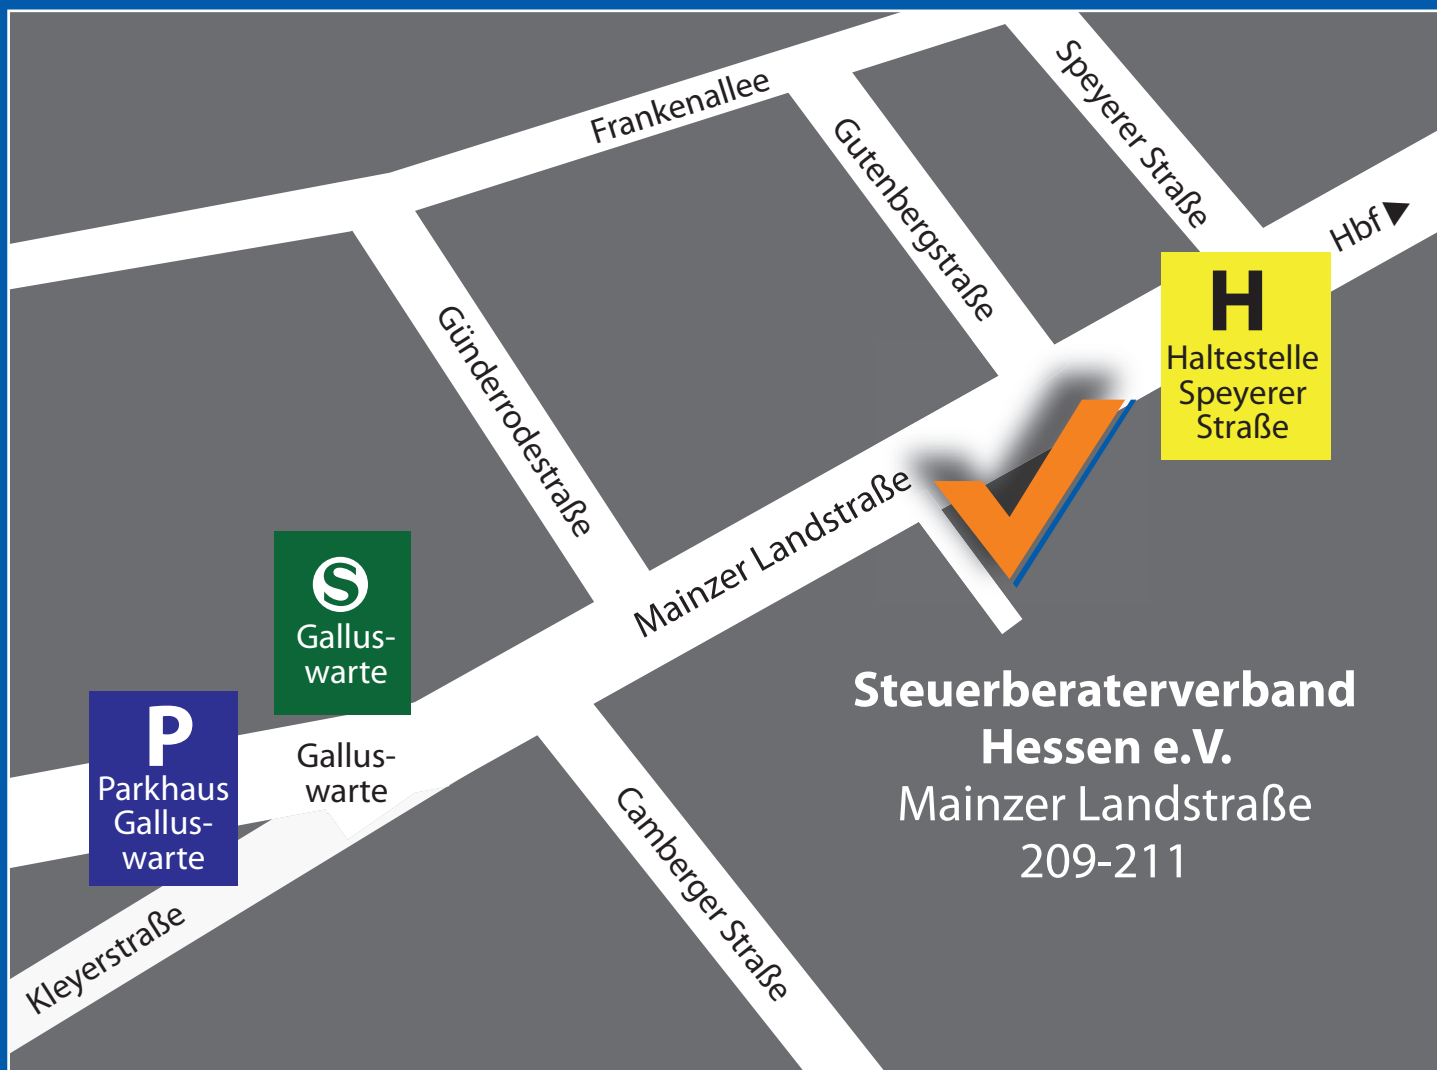 Frankenallee
Speyerer Straße
Gutenbergstraße
Hbf
H
Haltestelle
Speyerer
Straße
Günderrodestraße
Mainzer Landstraße
S
Gallus-
warte
P
Parkhaus
Gallus-
warte
Gallus-
warte
Kleyerstraße
Camberger Straße
Steuerberaterverband
Hessen e.V.
Mainzer Landstraße
209-211